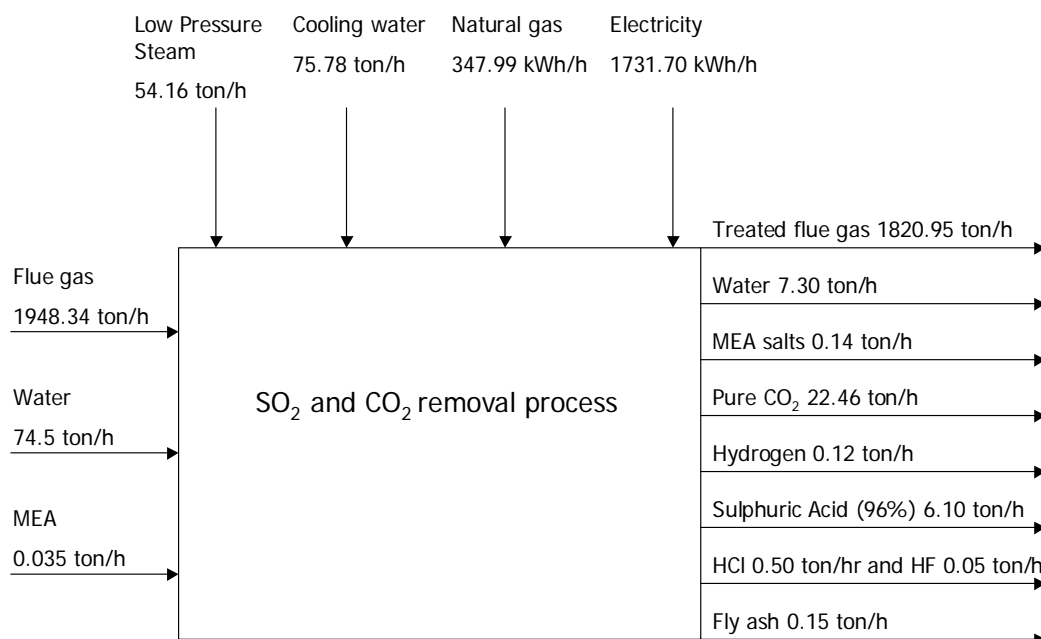 Low Pressure
Steam
54.16 ton/h
Cooling water
75.78 ton/h
Natural gas
347.99 kWh/h
Electricity
1731.70 kWh/h
Flue gas
1948.34 ton/h
Water
74.5 ton/h
MEA
0.035 ton/h
SO₂ and CO₂ removal process
Treated flue gas 1820.95 ton/h
Water 7.30 ton/h
MEA salts 0.14 ton/h
Pure CO₂ 22.46 ton/h
Hydrogen 0.12 ton/h
Sulphuric Acid (96%) 6.10 ton/h
HCl 0.50 ton/hr and HF 0.05 ton/h
Fly ash 0.15 ton/h